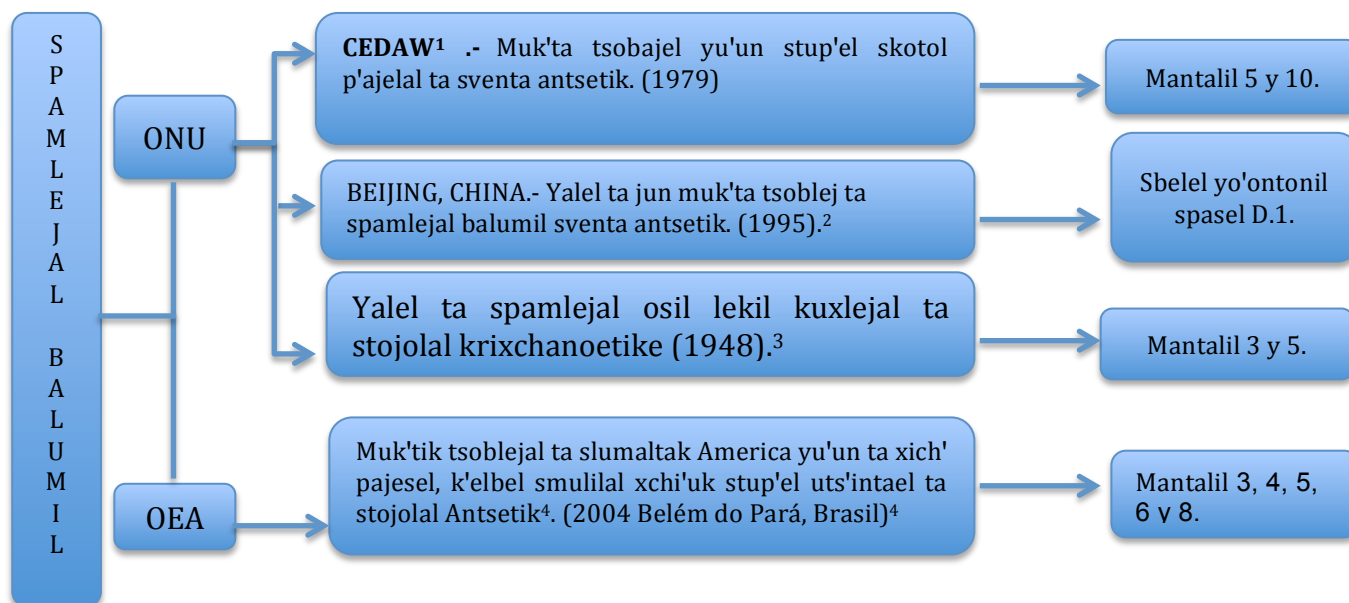 SPAMLEJAL BALUMIL
ONU
CEDAW¹ .- Muk'ta tsobajel yu'un stup'el skotol
p'ajelal ta sventa antsetik. (1979)
Mantalil 5 y 10.
BEIJING, CHINA.- Yalel ta jun muk'ta tsoblej ta
spamlejal balumil sventa antsetik. (1995).²
Sbelel yo'ontonil
spasel D.1.
Yalel ta spamlejal osil lekil kuxlejal ta
stojolal krixchanoetike (1948).³
Mantalil 3 y 5.
OEA
Muk'tik tsoblejal ta slumaltak America yu'un ta xich'
pajesel, k'elbel smulilal xchi'uk stup'el uts'intael ta
stojolal Antsetik⁴. (2004 Belém do Pará, Brasil)⁴
Mantalil 3, 4, 5,
6 y 8.